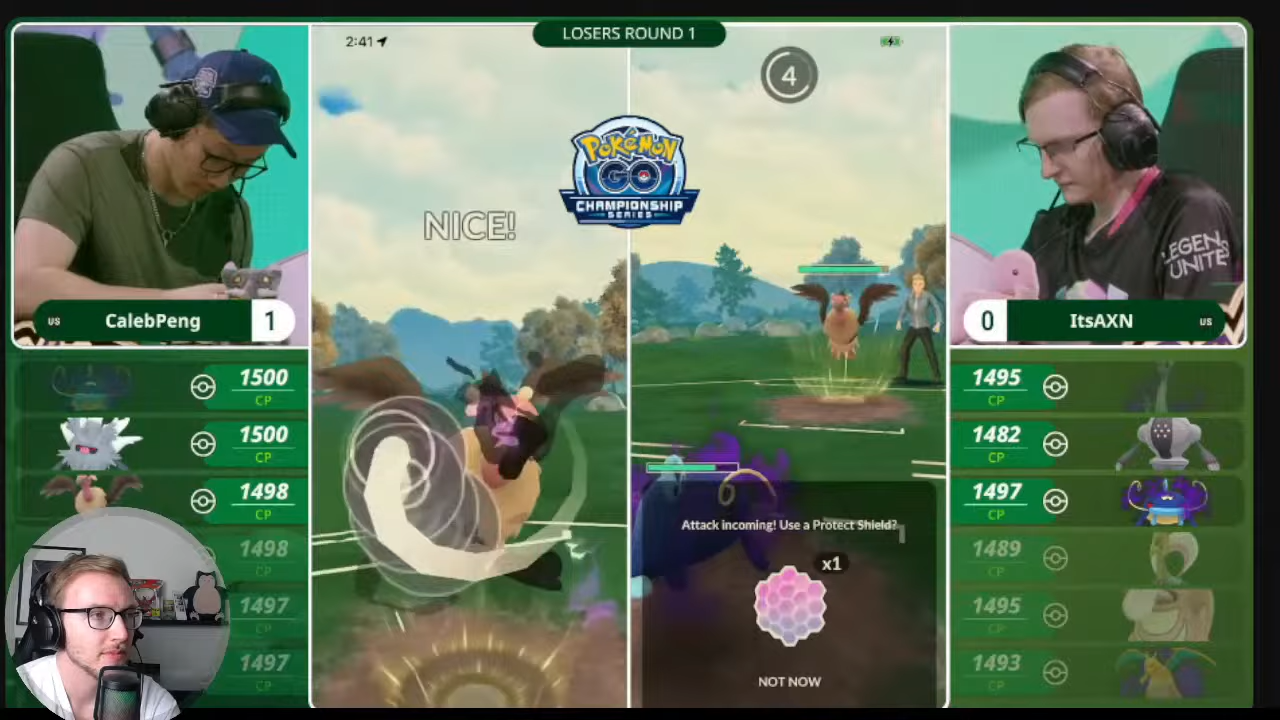 LOSERS ROUND 1
2:41
4
POKÉMON
GO
CHAMPIONSHIP
SERIES
NICE!
LEGEN
UNITE
US
CalebPeng
1
0
ItsAXN
US
1500
CP
1500
CP
1498
CP
1498
CP
1497
CP
1497
CP
1495
CP
1482
CP
1497
CP
1489
CP
1495
CP
1493
CP
Attack incoming! Use a Protect Shield?
x1
NOT NOW